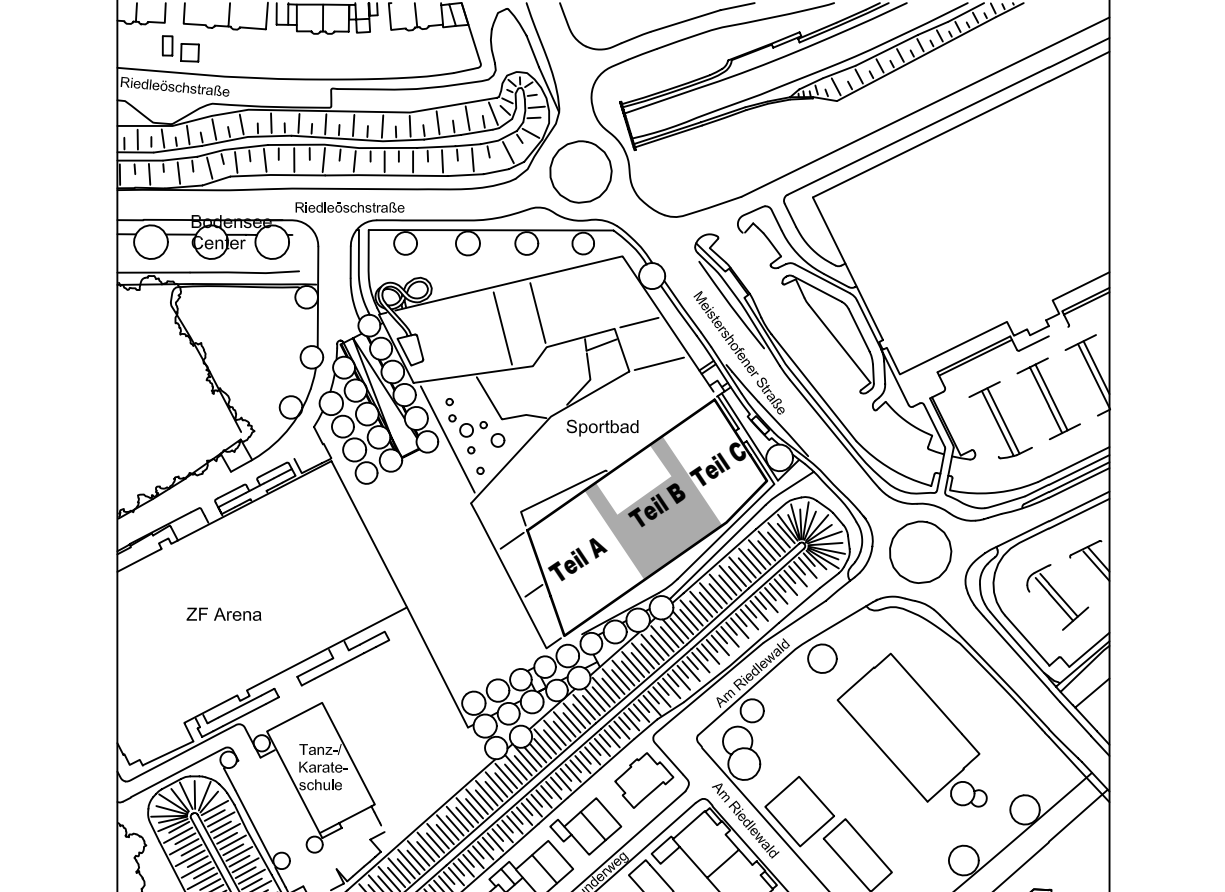 Riedleöschstraße
Riedleöschstraße
Bodensee
Center
Meistershofener Straße
Sportbad
Teil C
Teil B
Teil A
ZF Arena
Am Riedlewald
Tanz-/
Karate-
schule
Am Riedlewald